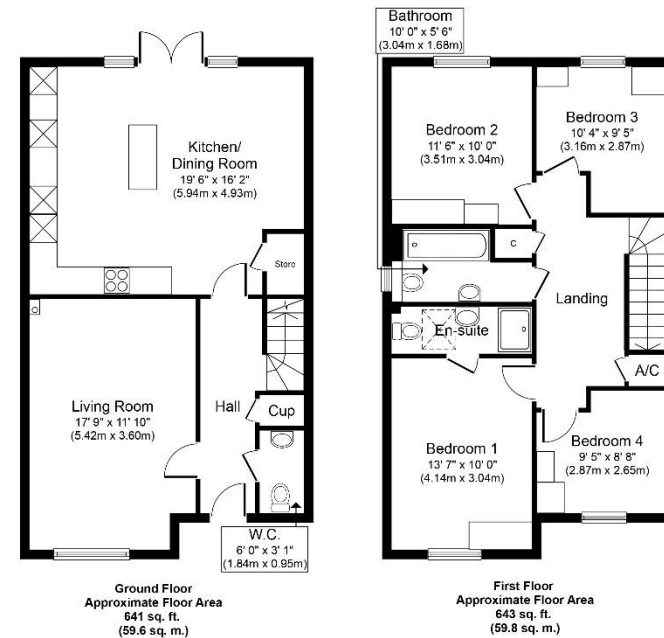 Kitchen/
Dining Room
19' 6" x 16' 2"
(5.94m x 4.93m)
Store
Living Room
17' 9" x 11' 10"
(5.42m x 3.60m)
Hall
Cup
W.C.
6' 0" x 3' 1"
(1.84m x 0.95m)
Ground Floor
Approximate Floor Area
641 sq. ft.
(59.6 sq. m.)
Bathroom
10' 0" x 5' 6"
(3.04m x 1.68m)
Bedroom 2
11' 6" x 10' 0"
(3.51m x 3.04m)
Bedroom 3
10' 4" x 9' 5"
(3.16m x 2.87m)
C
Landing
En-suite
A/C
Bedroom 1
13' 7" x 10' 0"
(4.14m x 3.04m)
Bedroom 4
9' 5" x 8' 8"
(2.87m x 2.65m)
First Floor
Approximate Floor Area
643 sq. ft.
(59.8 sq. m.)